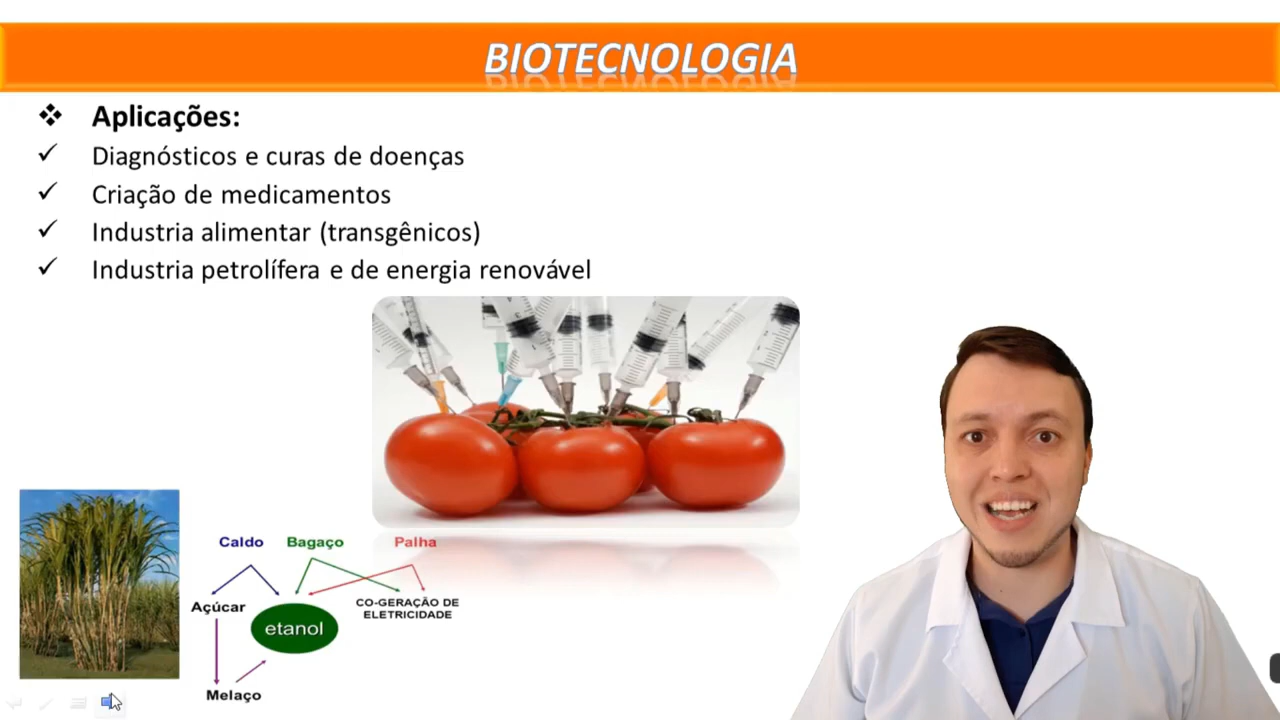 BIOTECNOLOGIA
Aplicações:
Diagnósticos e curas de doenças
Criação de medicamentos
Industria alimentar (transgênicos)
Industria petrolífera e de energia renovável
Caldo Bagaço Palha
Açúcar
etanol
CO-GERAÇÃO DE
ELETRICIDADE
Melaço